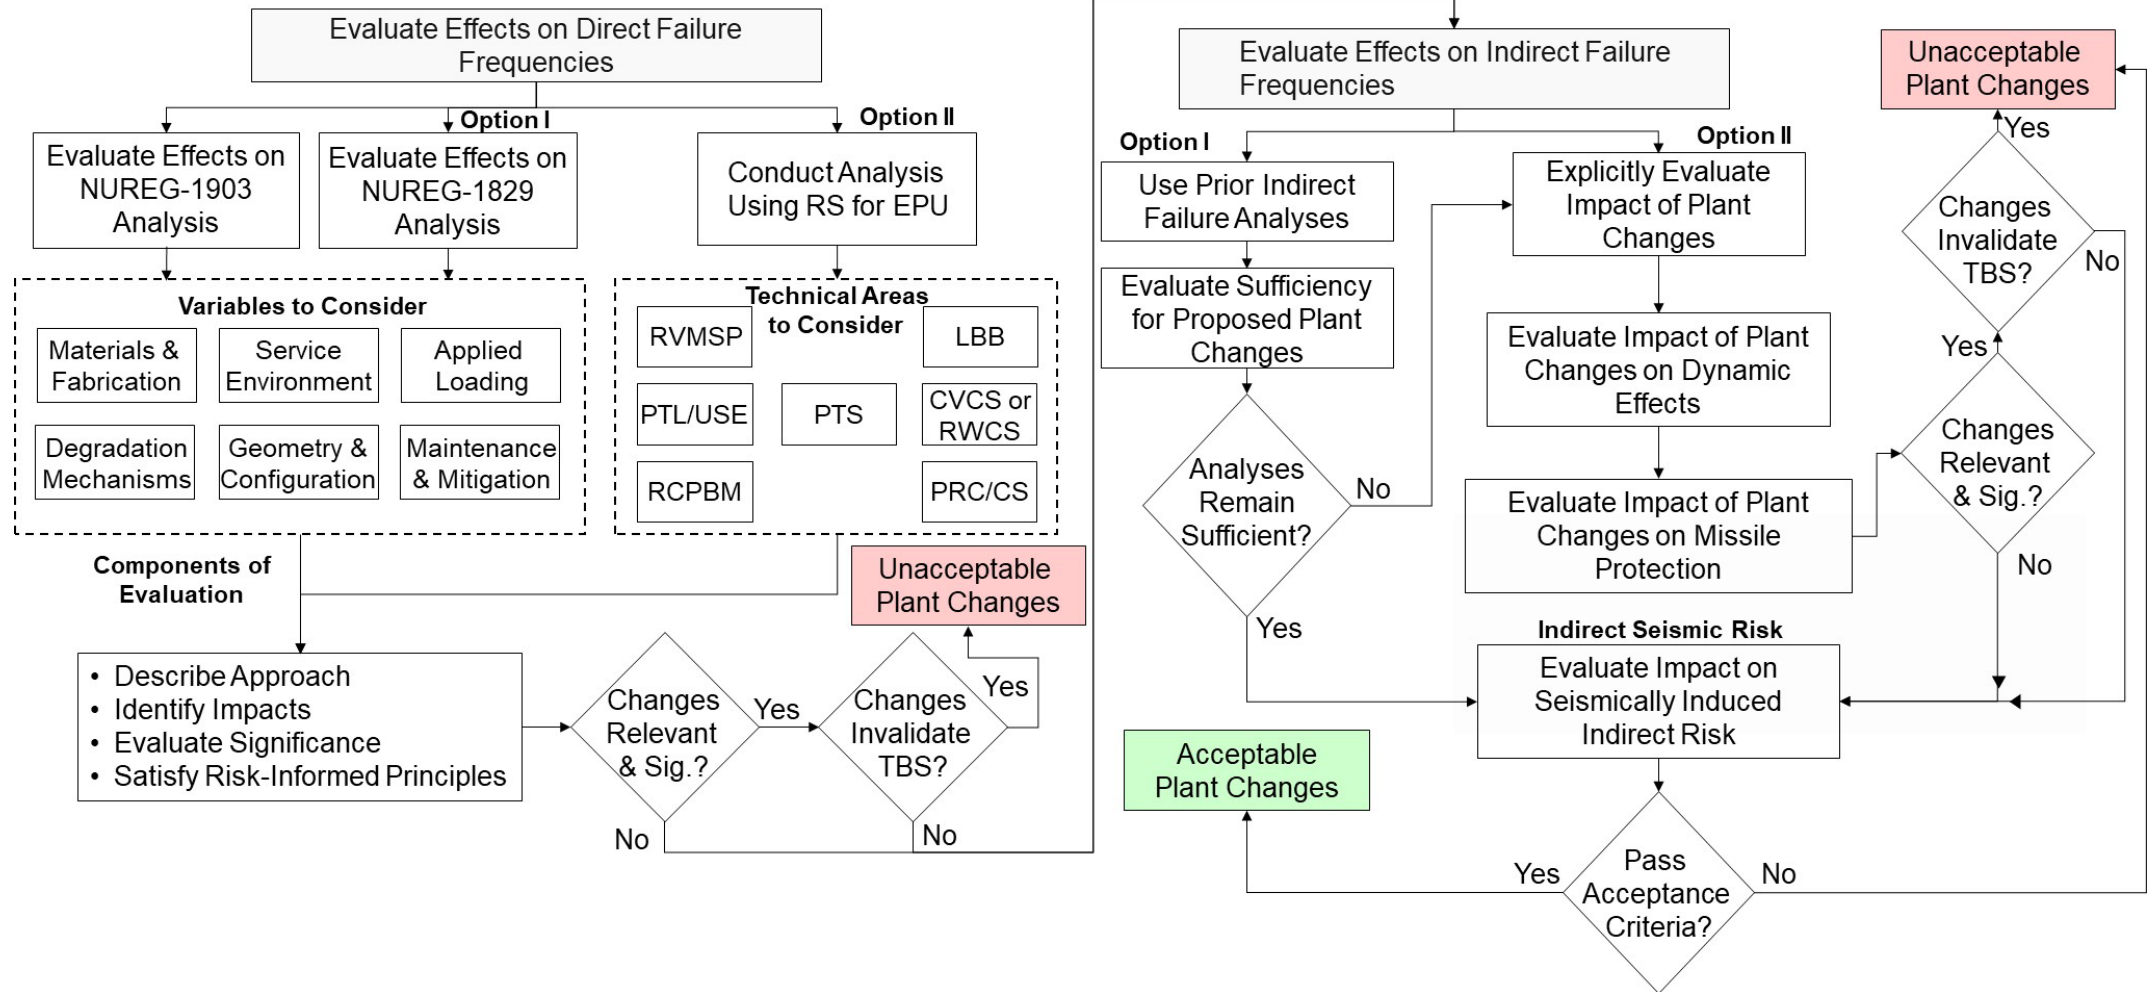 Evaluate Effects on Direct Failure
Frequencies
Option I
Option II
Evaluate Effects on
NUREG-1903
Analysis
Evaluate Effects on
NUREG-1829
Analysis
Conduct Analysis
Using RS for EPU
Variables to Consider
Materials &
Fabrication
Service
Environment
Applied
Loading
Degradation
Mechanisms
Geometry &
Configuration
Maintenance
& Mitigation
Technical Areas
to Consider
RVMSP
LBB
PTL/USE
PTS
CVCS or
RWCS
RCPBM
PRC/CS
Components of
Evaluation
Unacceptable
Plant Changes
• Describe Approach
• Identify Impacts
• Evaluate Significance
• Satisfy Risk-Informed Principles
Changes
Relevant
& Sig.?
Yes
No
Changes
Invalidate
TBS?
Yes
No
Evaluate Effects on Indirect Failure
Frequencies
Option I
Option II
Use Prior Indirect
Failure Analyses
Evaluate Sufficiency
for Proposed Plant
Changes
Analyses
Remain
Sufficient?
No
Yes
Explicitly Evaluate
Impact of Plant
Changes
Evaluate Impact of Plant
Changes on Dynamic
Effects
Evaluate Impact of Plant
Changes on Missile
Protection
Unacceptable
Plant Changes
Yes
Changes
Invalidate
TBS?
No
Yes
Changes
Relevant
& Sig.?
No
Indirect Seismic Risk
Evaluate Impact on
Seismically Induced
Indirect Risk
Acceptable
Plant Changes
Yes
Pass
Acceptance
Criteria?
No